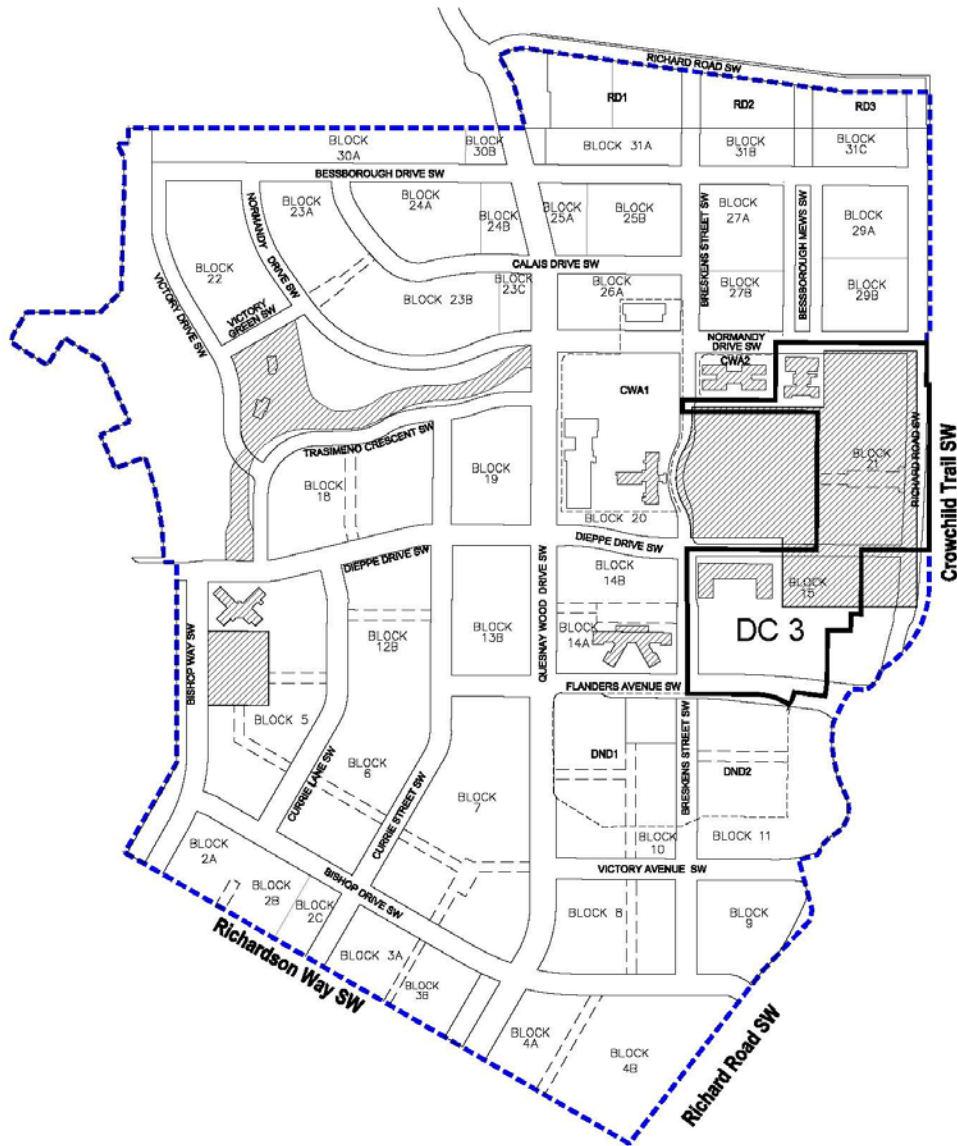 RICHARD ROAD SW
RD1
RD2
RD3
BLOCK
30A
BLOCK
30B
BLOCK 31A
BLOCK
31B
BLOCK
31C
BESSBOROUGH DRIVE SW
BLOCK
23A
BLOCK
24A
BLOCK
24B
BLOCK
25A
BLOCK
25B
BLOCK
27A
BLOCK
29A
NORMANDY DRIVE SW
BRESKENS STREET SW
BESSBOROUGH MEWS SW
BLOCK
22
CALAIS DRIVE SW
BLOCK 23B
BLOCK
23C
BLOCK
26A
BLOCK
27B
BLOCK
29B
VICTORY DRIVE SW
VICTORY
GREEN SW
NORMANDY
DRIVE SW
CWA1
CWA2
TRASIMENO CRESCENT SW
BLOCK
18
BLOCK
19
BLOCK
21
RICHARD ROAD SW
Crowchild Trail SW
BLOCK 20
DIEPPE DRIVE SW
DIEPPE DRIVE SW
BLOCK
12B
BLOCK
13B
QUESNAY WOOD DRIVE SW
BLOCK
14B
BLOCK
14A
BLOCK
15
DC 3
BISHOP WAY SW
FLANDERS AVENUE SW
BLOCK 5
BLOCK
6
CURRIE LANE SW
CURRIE STREET SW
BLOCK
7
DND1
BRESKENS STREET SW
DND2
BLOCK
10
BLOCK 11
VICTORY AVENUE SW
BLOCK
2A
BLOCK
2B
BLOCK
2C
BISHOP DRIVE SW
BLOCK 8
BLOCK
9
BLOCK 3A
BLOCK
3B
Richardson Way SW
BLOCK
4A
BLOCK
4B
Richard Road SW